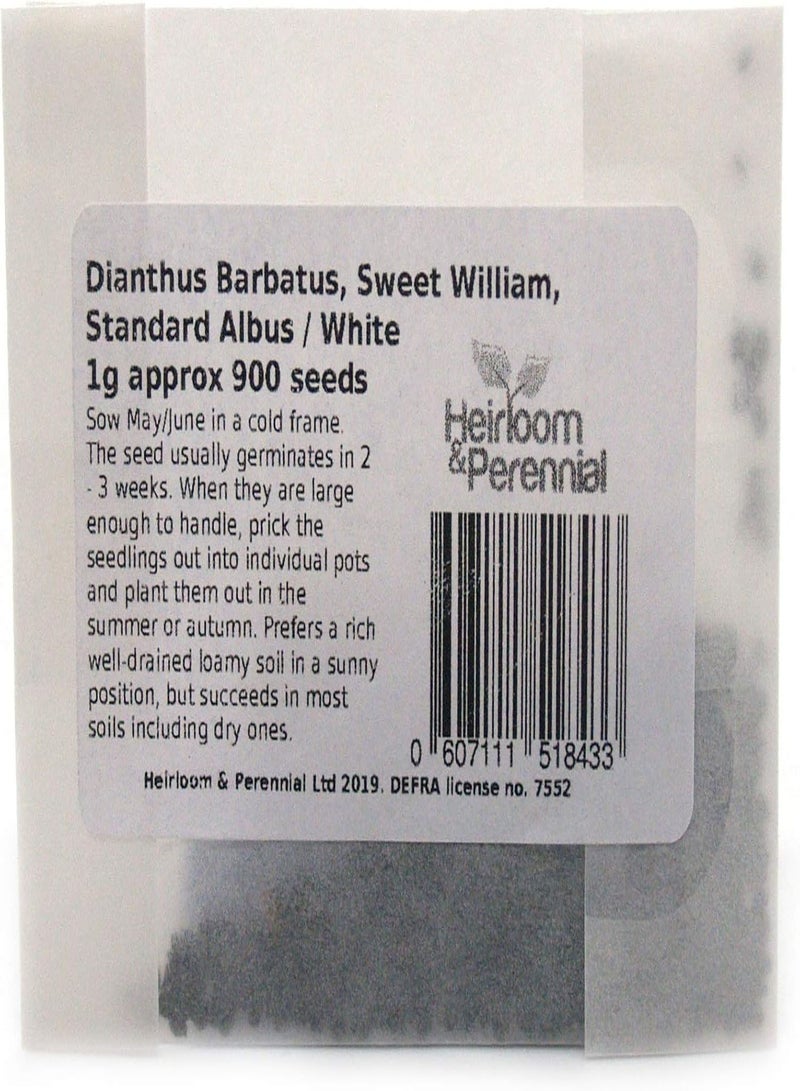 Dianthus Barbatus, Sweet William,
Standard Albus / White
1g approx 900 seeds
Sow May/June in a cold frame.
The seed usually germinates in 2
- 3 weeks. When they are large
enough to handle, prick the
seedlings out into individual pots
and plant them out in the
summer or autumn. Prefers a rich
well-drained loamy soil in a sunny
position, but succeeds in most
soils including dry ones.
Heirloom
&Perennial
0 607111 518433
Heirloom & Perennial Ltd 2019. DEFRA license no. 7552